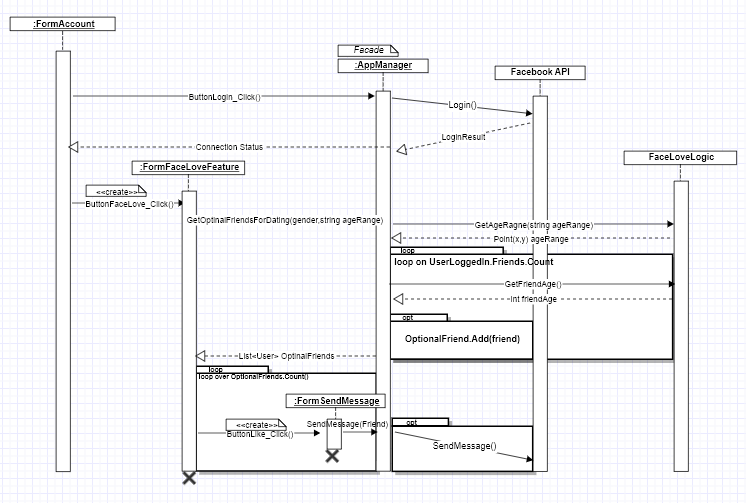 :FormAccount
Facade
:AppManager
Facebook API
ButtonLogin_Click()
Login()
LoginResult
Connection Status
FaceLoveLogic
:FormFaceLoveFeature
<<create>>
ButtonFaceLove_Click()
GetOptinalFriendsForDating(gender,string ageRange)
GetAgeRagne(string ageRange)
Point(x,y) ageRange
loop
loop on UserLoggedIn.Friends.Count
GetFriendAge()
Int friendAge
opt
OptionalFriend.Add(friend)
List<User> OptinalFriends
loop
loop over OptionalFriends.Count()
:FormSendMessage
<<create>>
SendMessage(Friend)
opt
ButtonLike_Click()
SendMessage()